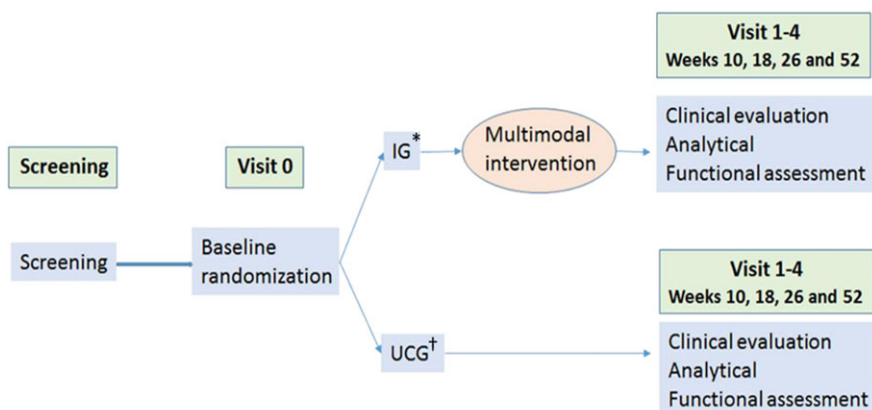 Screening
Screening
Visit 0
Baseline
randomization
IG*
Multimodal
intervention
Visit 1-4
Weeks 10, 18, 26 and 52
Clinical evaluation
Analytical
Functional assessment
UCG†
Visit 1-4
Weeks 10, 18, 26 and 52
Clinical evaluation
Analytical
Functional assessment